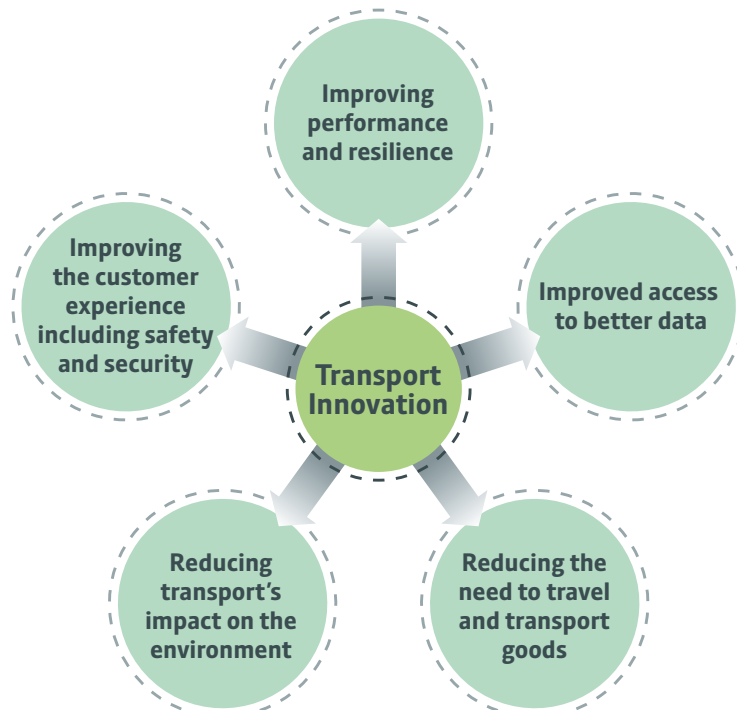 Improving
performance
and resilience
Improving
the customer
experience
including safety
and security
Improved access
to better data
Transport
Innovation
Reducing
transport's
impact on the
environment
Reducing the
need to travel
and transport
goods